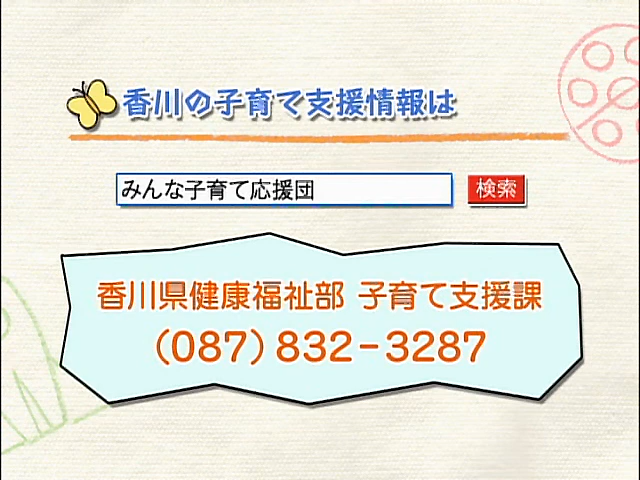 香川の子育て支援情報は
みんな子育て応援団 検索
香川県健康福祉部 子育て支援課
(087) 832-3287